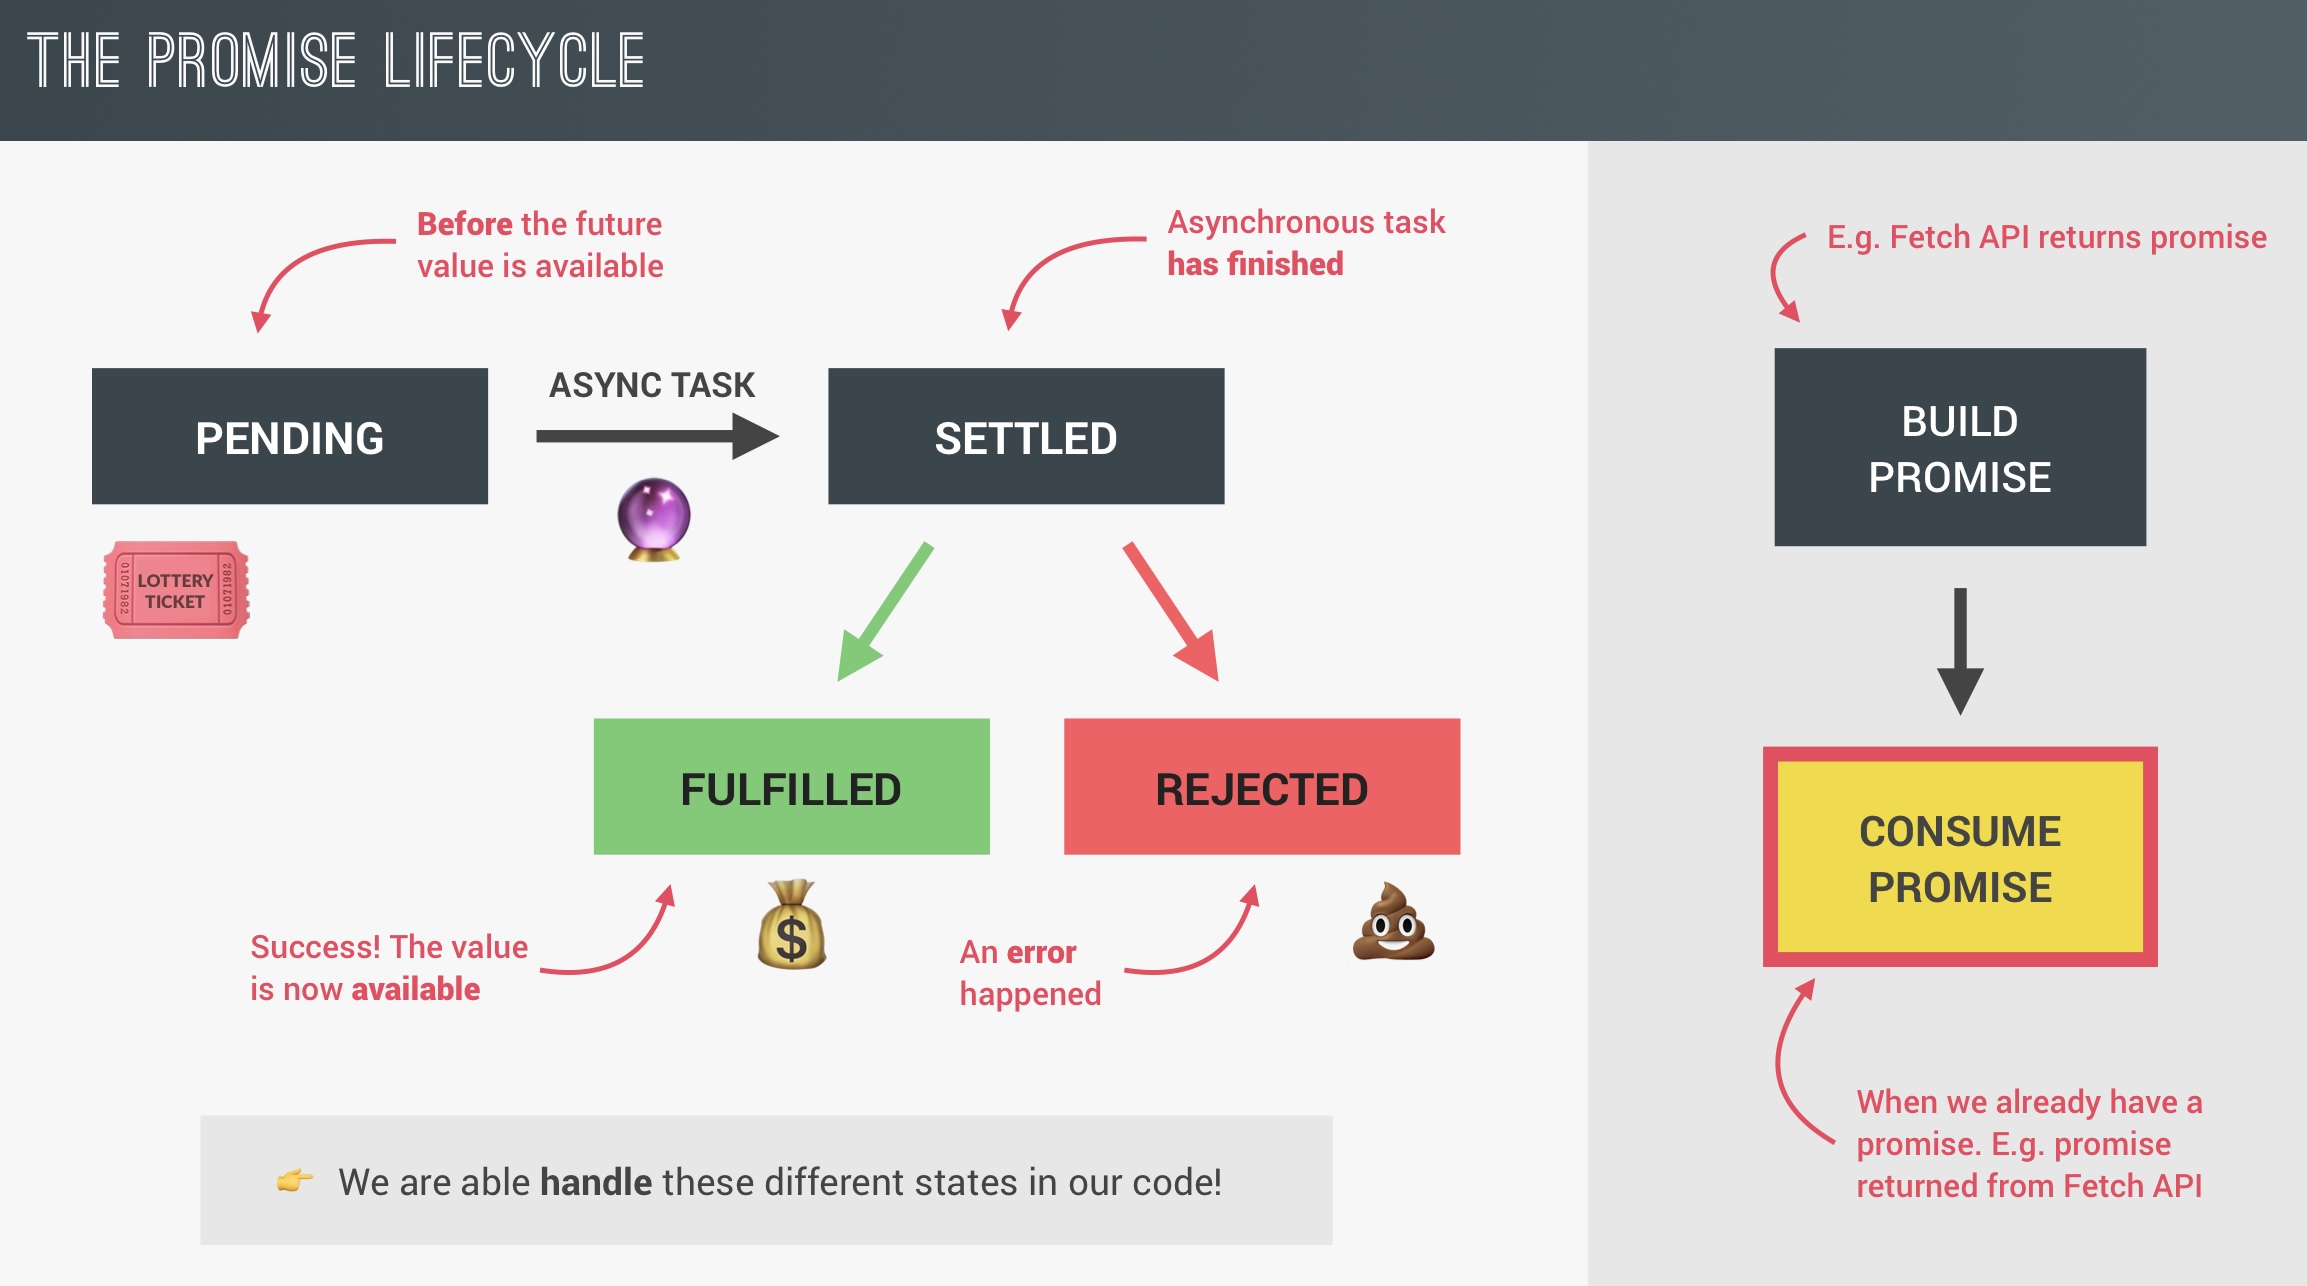 THE PROMISE LIFECYCLE
Before the future
value is available
Asynchronous task
has finished
PENDING
ASYNC TASK
SETTLED
LOTTERY
TICKET
01071982
01071982
FULFILLED
REJECTED
$
Success! The value
is now available
An error
happened
👉 We are able handle these different states in our code!
E.g. Fetch API returns promise
BUILD
PROMISE
CONSUME
PROMISE
When we already have a
promise. E.g. promise
returned from Fetch API